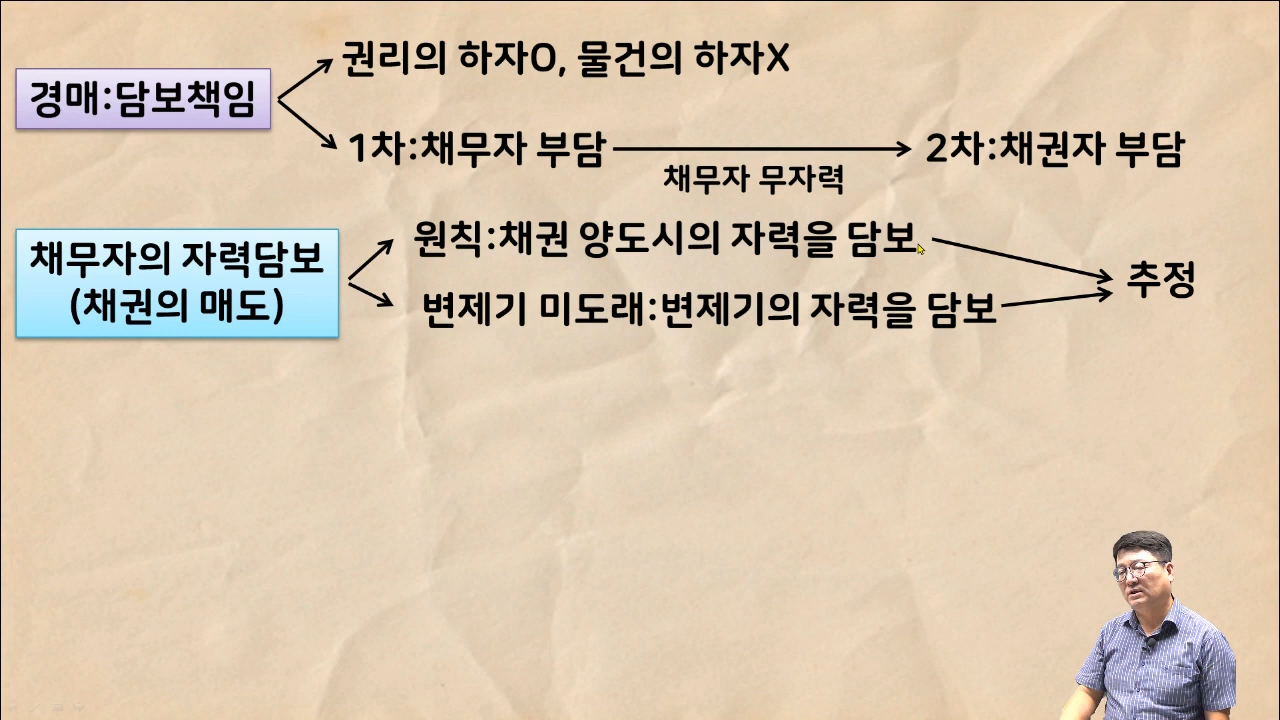 권리의 하자O, 물건의 하자X
경매:담보책임
1차:채무자 부담
채무자 무자력
2차:채권자 부담
채무자의 자력담보
(채권의 매도)
원칙:채권 양도시의 자력을 담보
변제기 미도래:변제기의 자력을 담보
추정